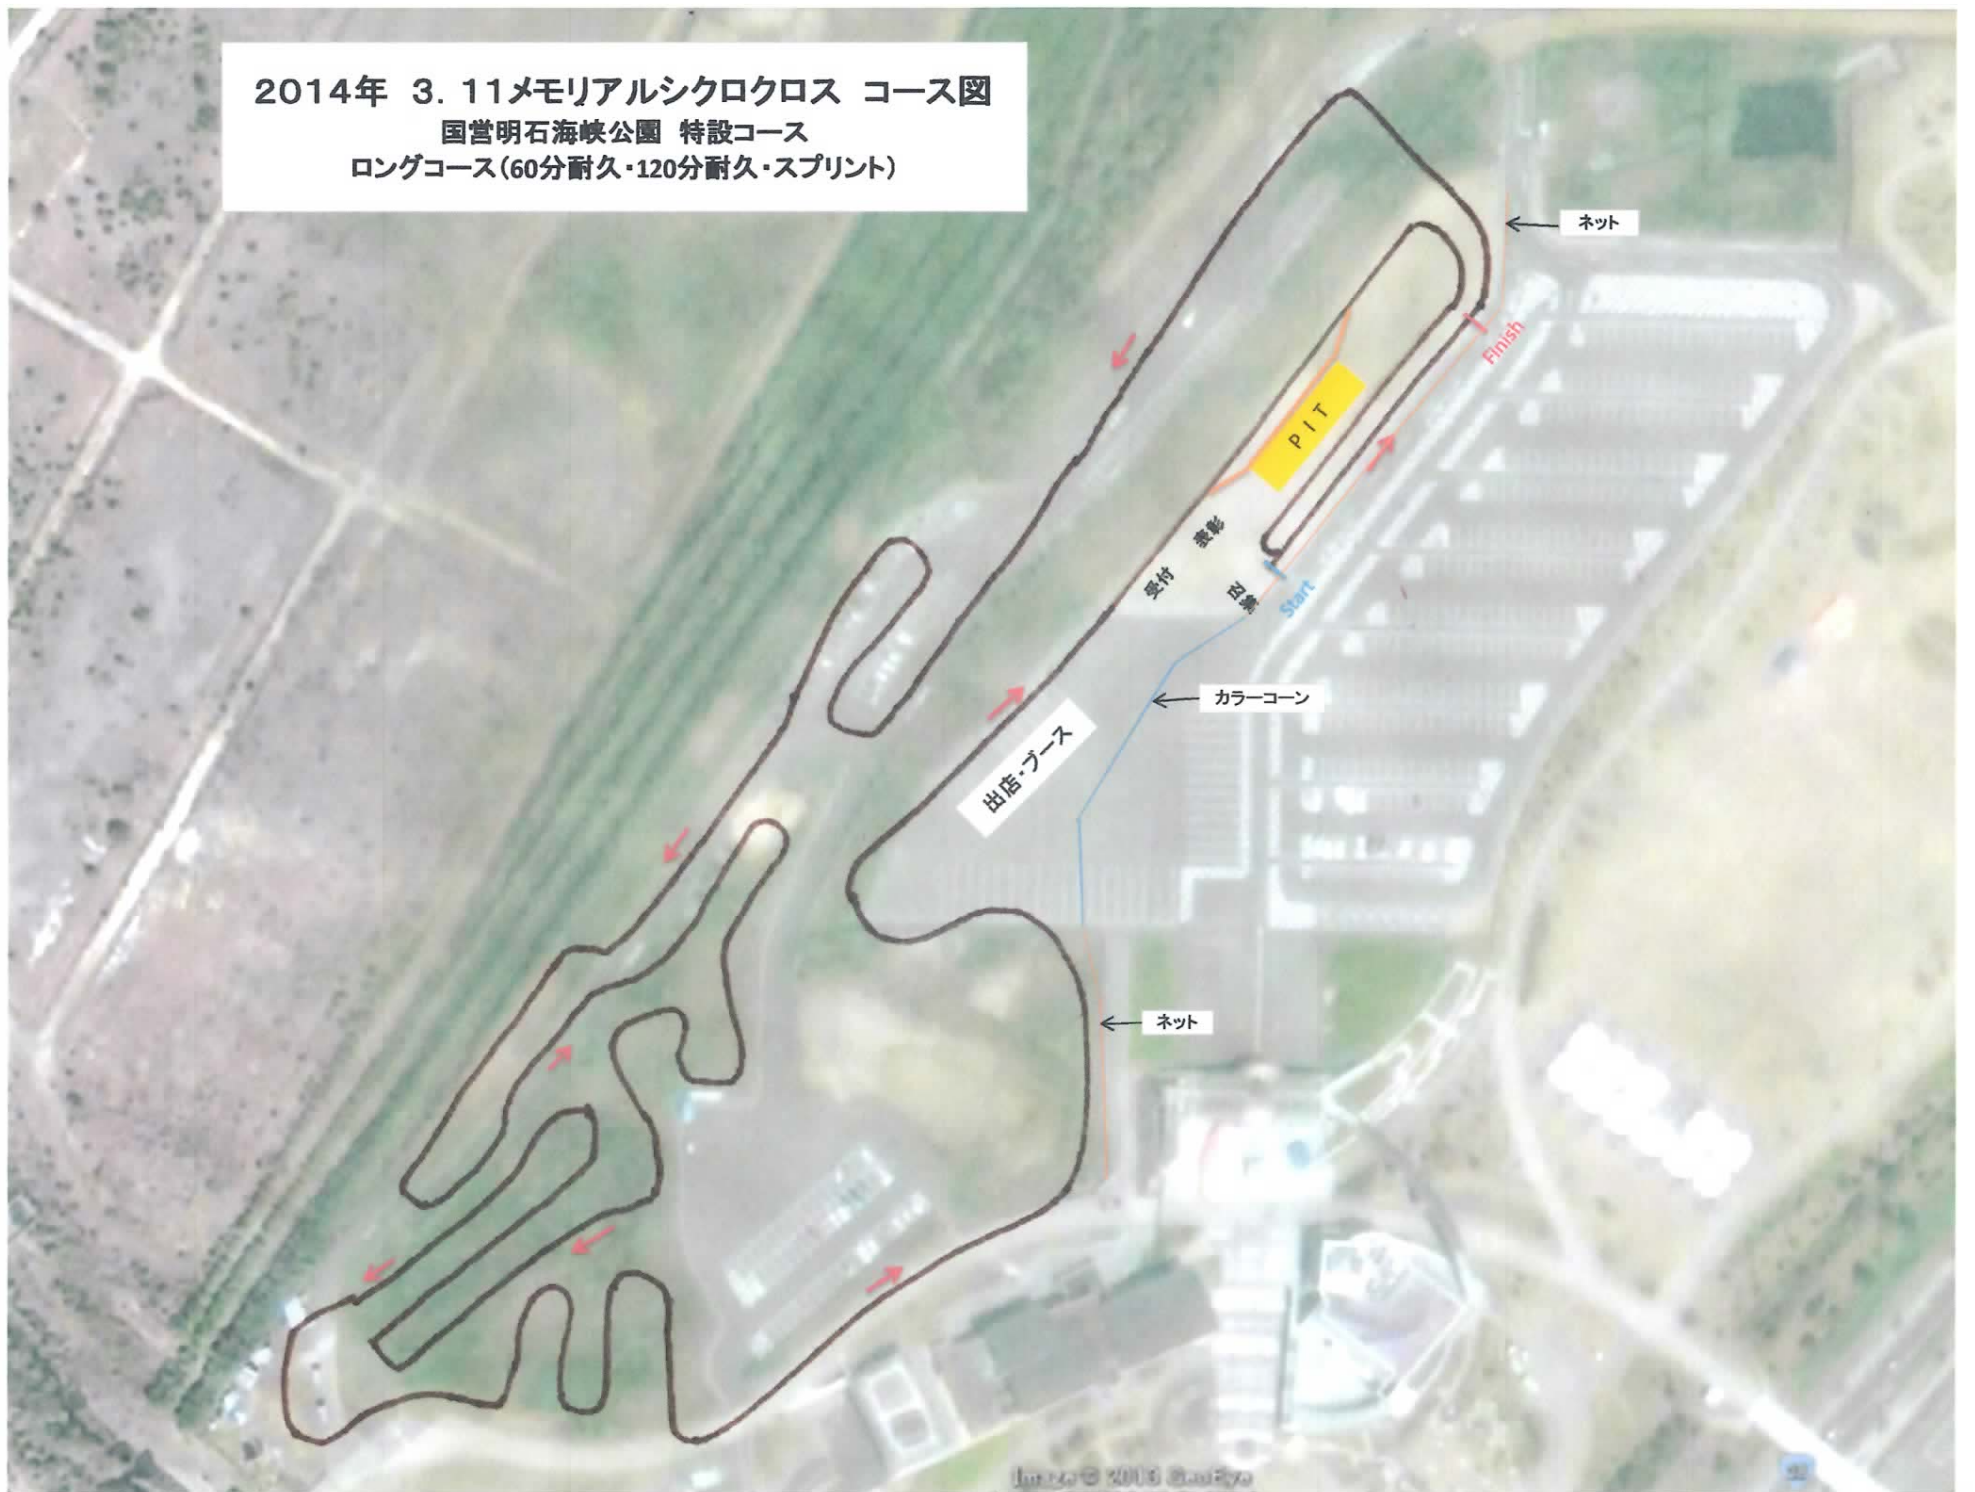 2014年 3.11メモリアルシクロクロス コース図
国営明石海峡公園 特設コース
ロングコース(60分耐久・120分耐久・スプリント)
ネット
Finish
PIT
表彰
受付
召集
Start
カラーコーン
出店・ブース
ネット
Image © 2013 GeoEye